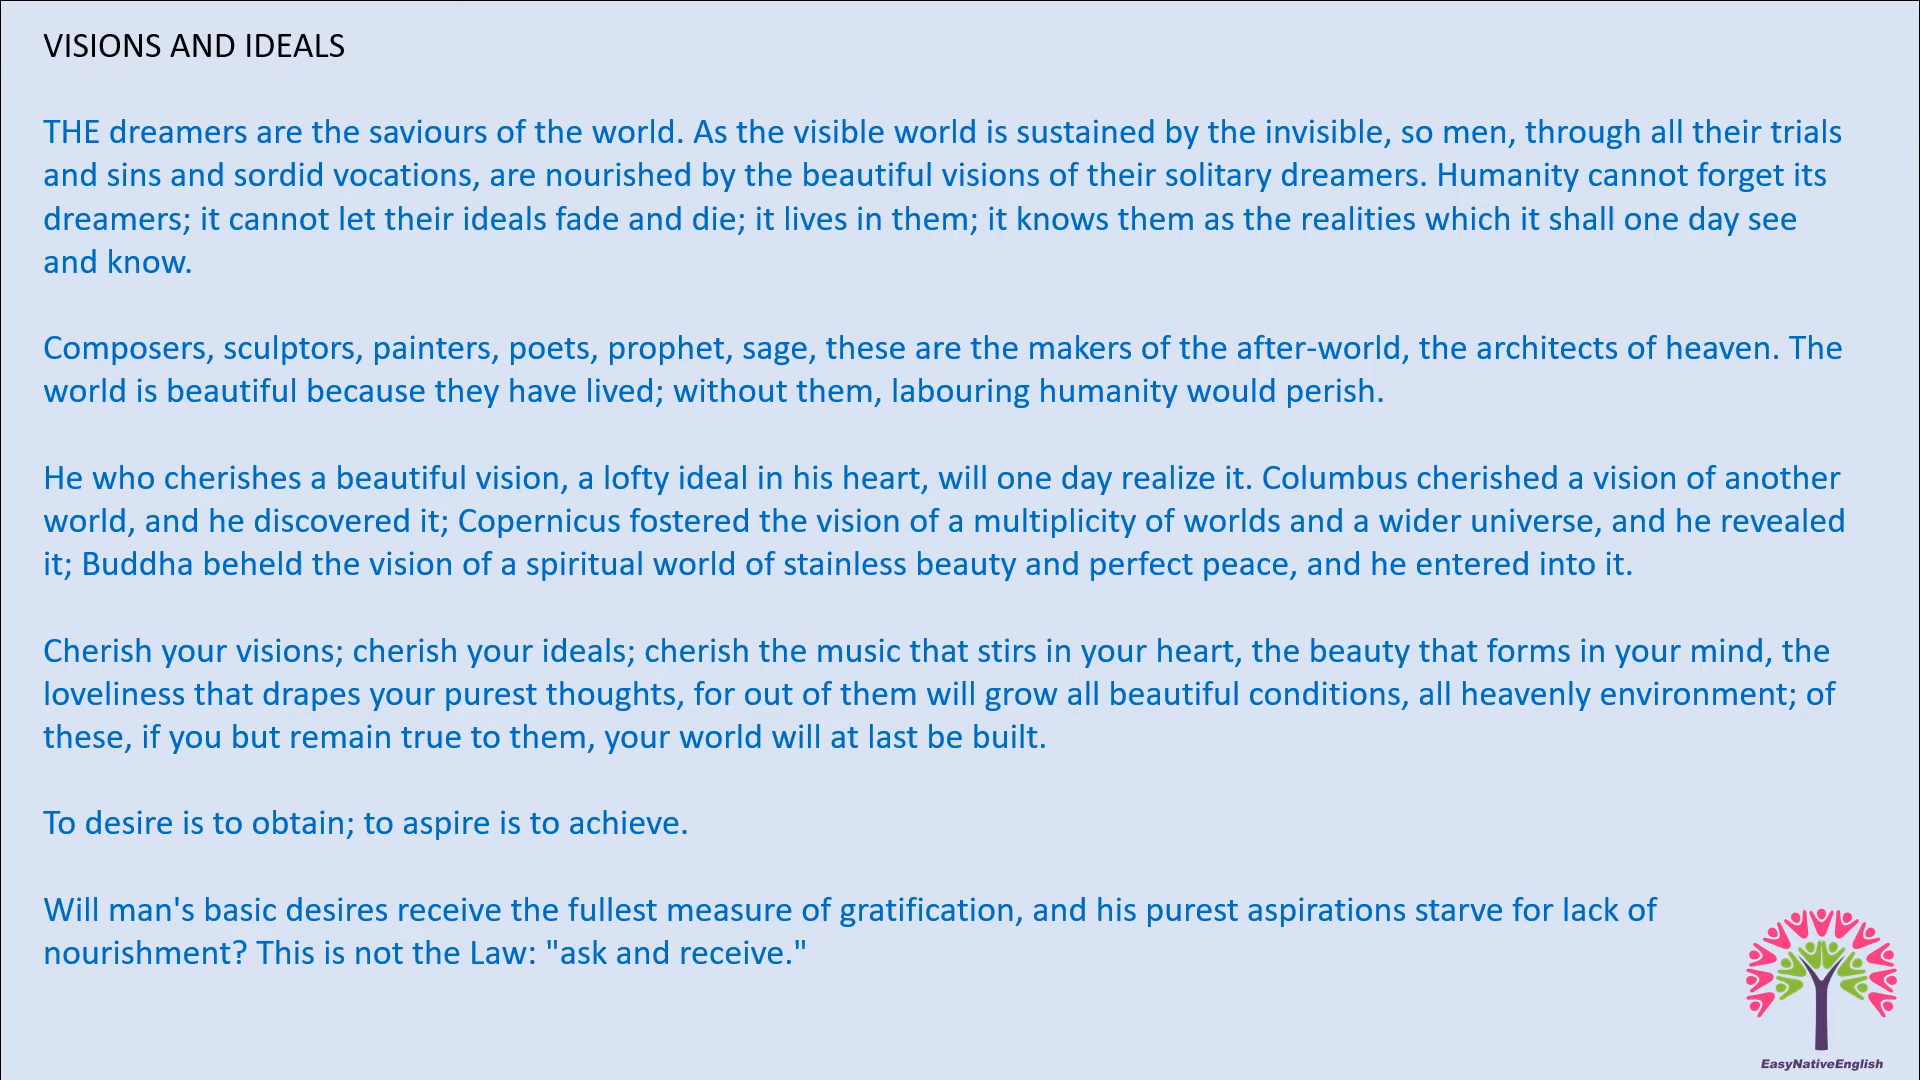 VISIONS AND IDEALS
THE dreamers are the saviours of the world. As the visible world is sustained by the invisible, so men, through all their trials
and sins and sordid vocations, are nourished by the beautiful visions of their solitary dreamers. Humanity cannot forget its
dreamers; it cannot let their ideals fade and die; it lives in them; it knows them as the realities which it shall one day see
and know.
Composers, sculptors, painters, poets, prophet, sage, these are the makers of the after-world, the architects of heaven. The
world is beautiful because they have lived; without them, labouring humanity would perish.
He who cherishes a beautiful vision, a lofty ideal in his heart, will one day realize it. Columbus cherished a vision of another
world, and he discovered it; Copernicus fostered the vision of a multiplicity of worlds and a wider universe, and he revealed
it; Buddha beheld the vision of a spiritual world of stainless beauty and perfect peace, and he entered into it.
Cherish your visions; cherish your ideals; cherish the music that stirs in your heart, the beauty that forms in your mind, the
loveliness that drapes your purest thoughts, for out of them will grow all beautiful conditions, all heavenly environment; of
these, if you but remain true to them, your world will at last be built.
To desire is to obtain; to aspire is to achieve.
Will man's basic desires receive the fullest measure of gratification, and his purest aspirations starve for lack of
nourishment? This is not the Law: "ask and receive."
EasyNativeEnglish